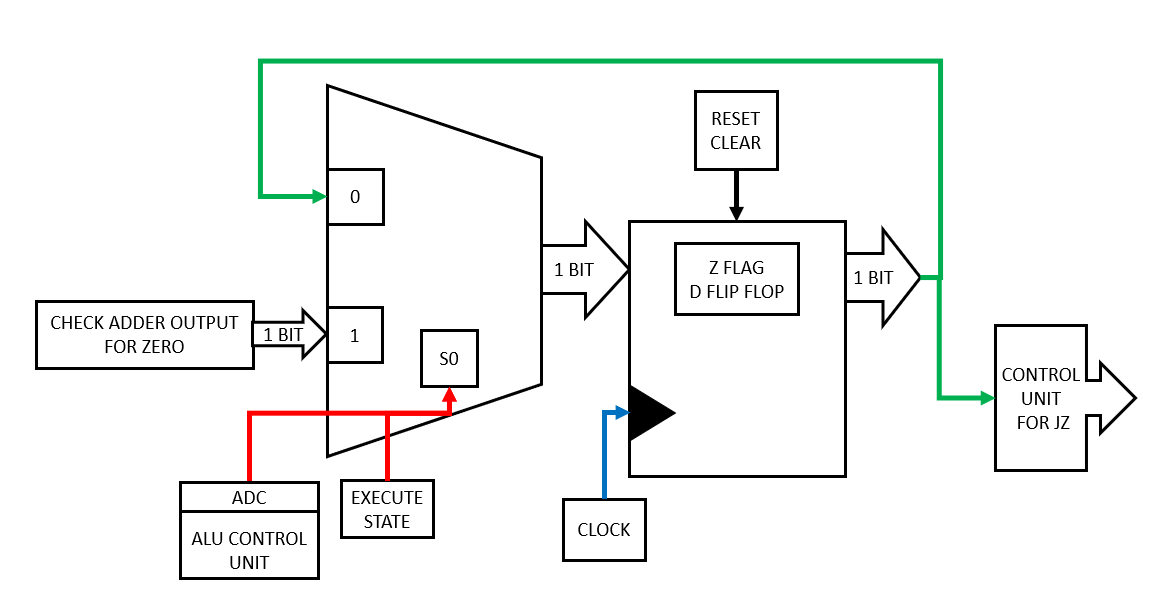 RESET
CLEAR
0
Z FLAG
D FLIP FLOP
1 BIT
1 BIT
CHECK ADDER OUTPUT
FOR ZERO
1 BIT
1
S0
CONTROL
UNIT
FOR JZ
ADC
ALU CONTROL
UNIT
EXECUTE
STATE
CLOCK